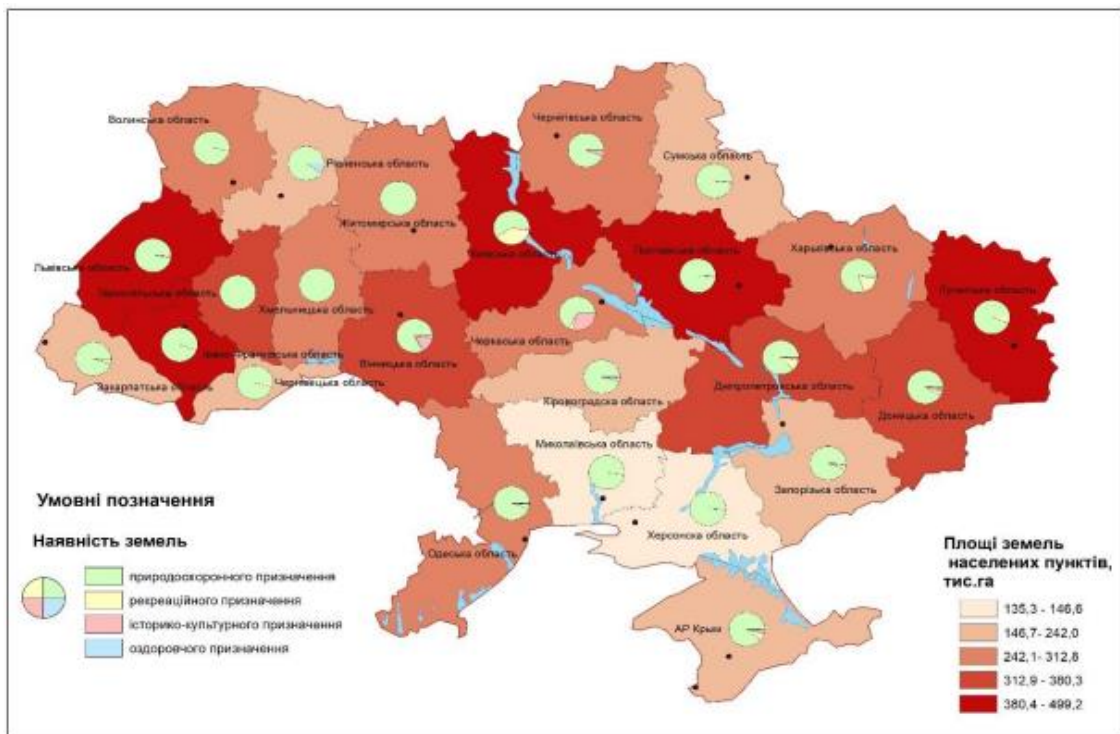 Волинська область
Рівненська область
Житомирська область
Чернігівська область
Сумська область
Київська область
Полтавська область
Харьківська область
Луганська область
Львівська область
Тернопільська область
Хмельницька область
Івано-Франківська область
Закарпатська область
Чернівецька область
Вінницька область
Черкаська область
Кіровоградска область
Дніпропетровська область
Донецька область
Миколаївська область
Запорізька область
Херсонска область
Одеська область
АР Крым
Умовні позначення
Наявність земель
природоохоронного призначення
рекреаційного призначення
історико-культурного призначення
оздоровчого призначення
Площі земель
населених пунктів,
тис.га
135,3 - 146,6
146,7- 242,0
242,1- 312,8
312,9 - 380,3
380,4 - 499,2